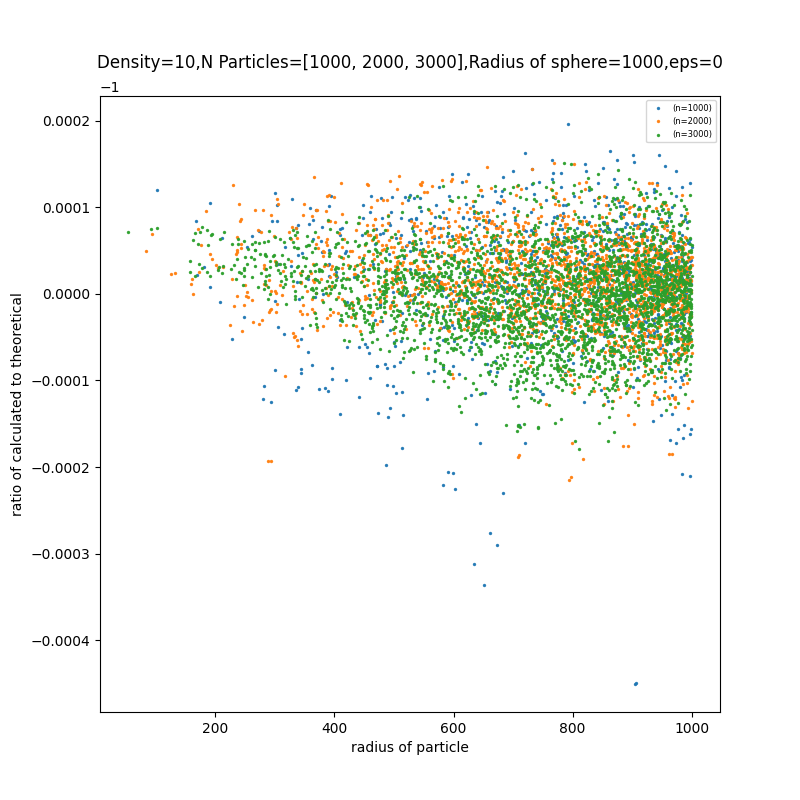 Density=10,N Particles=[1000, 2000, 3000],Radius of sphere=1000,eps=0
−1
(n=1000)
(n=2000)
(n=3000)
0.0002
0.0001
0.0000
−0.0001
−0.0002
−0.0003
−0.0004
ratio of calculated to theoretical
200 400 600 800 1000
radius of particle